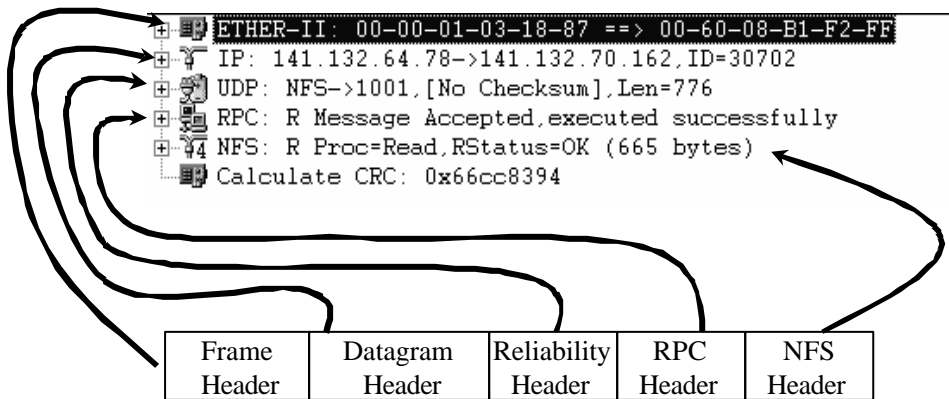 ETHER-II: 00-00-01-03-18-87 ==> 00-60-08-B1-F2-FF
IP: 141.132.64.78->141.132.70.162,ID=30702
UDP: NFS->1001,[No Checksum],Len=776
RPC: R Message Accepted,executed successfully
NFS: R Proc=Read,RStatus=OK (665 bytes)
Calculate CRC: 0x66cc8394
Frame Header
Datagram Header
Reliability Header
RPC Header
NFS Header